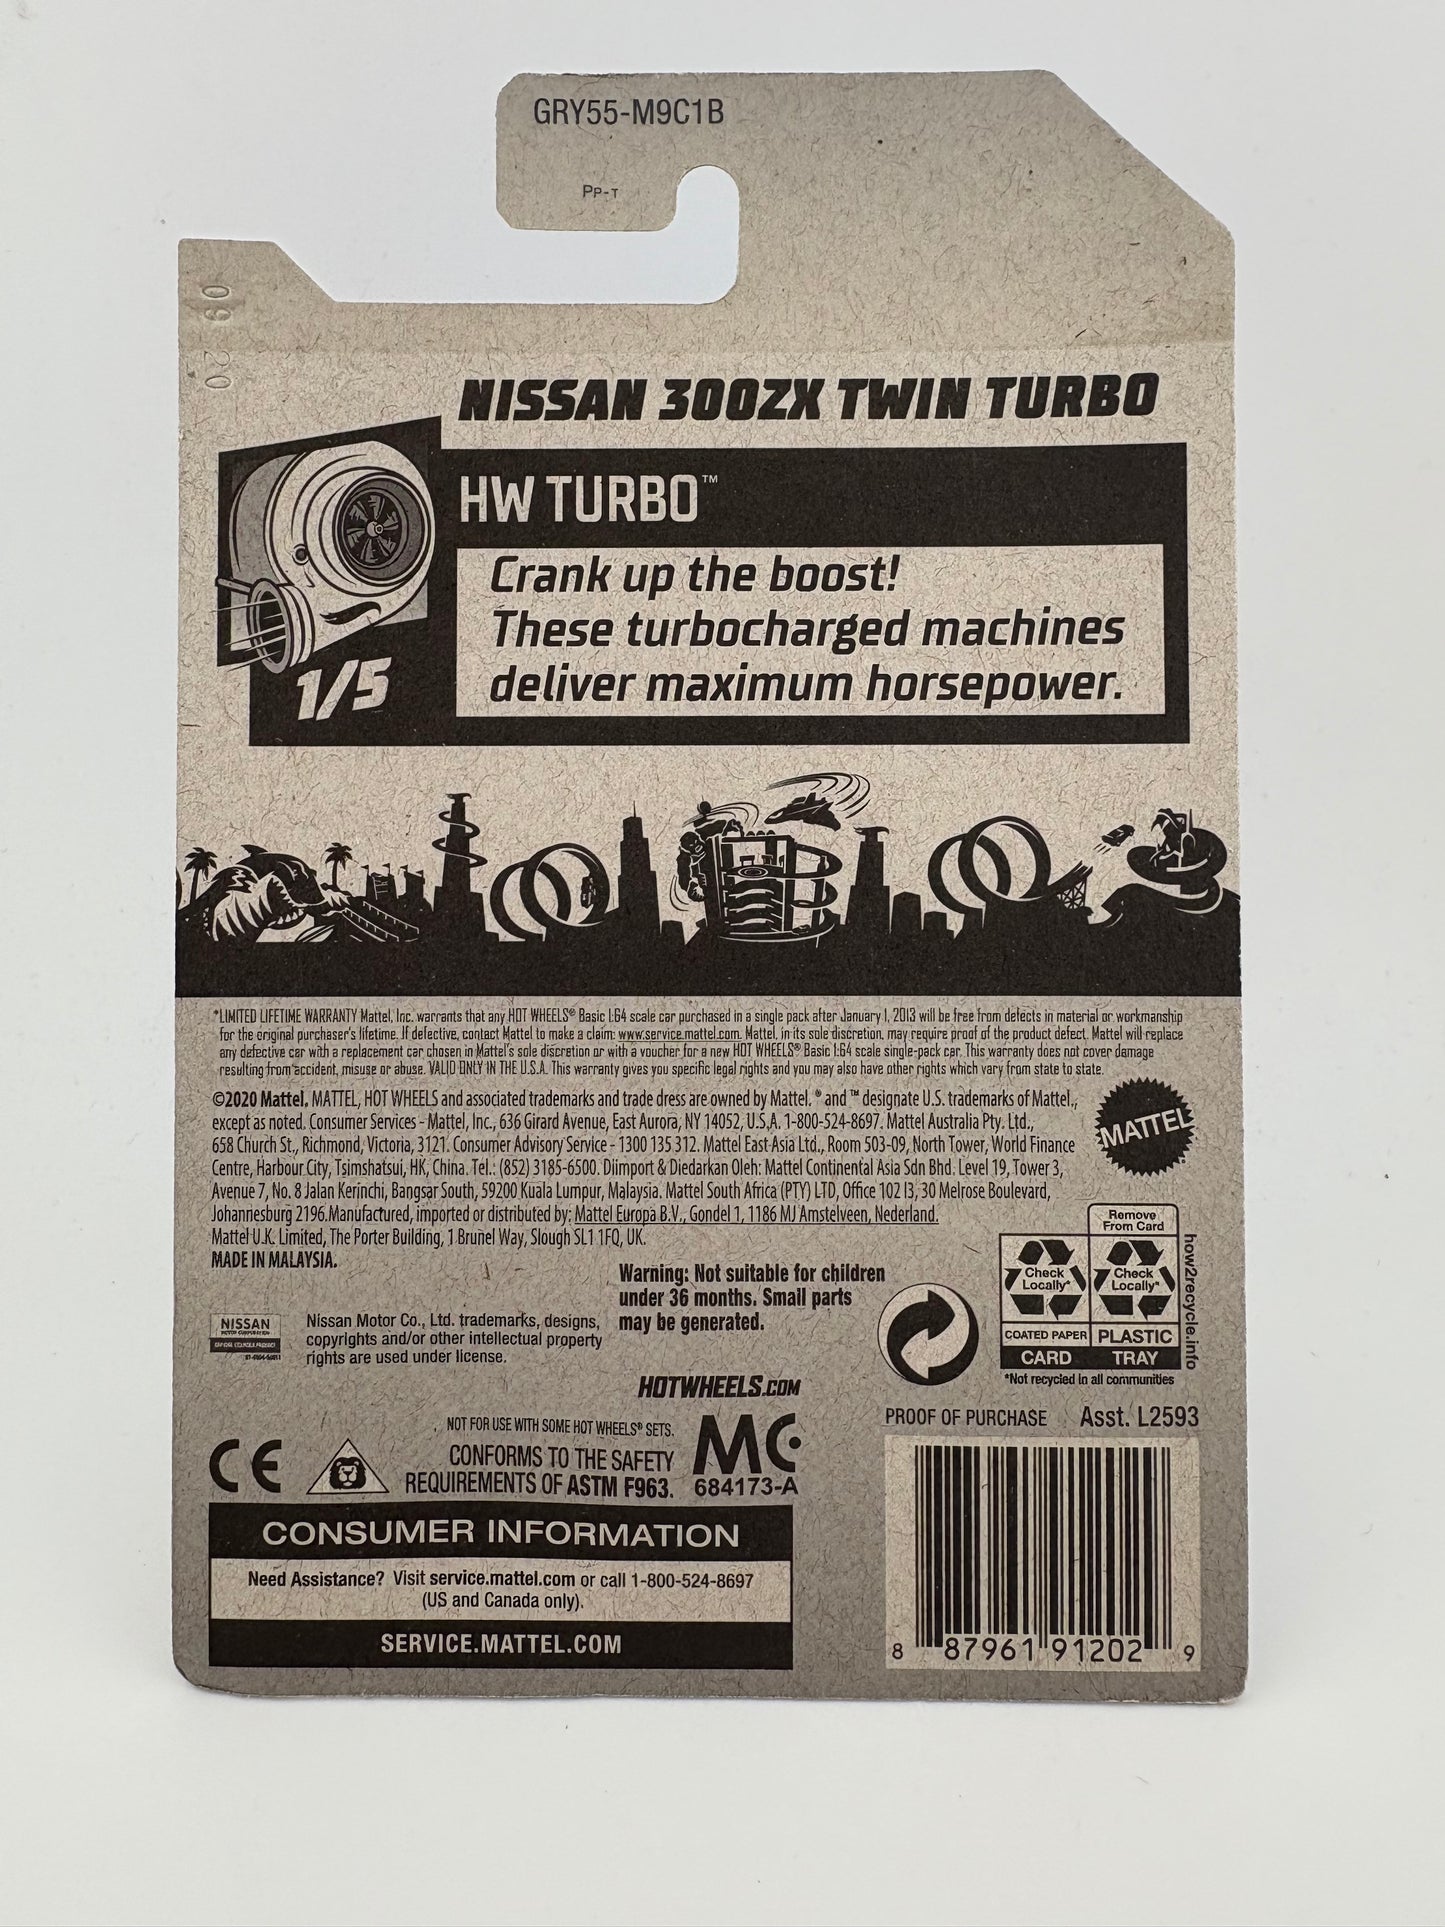 GRY55-M9C1B
Pp-T
09 20
NISSAN 300ZX TWIN TURBO
HW TURBO™
Crank up the boost!
These turbocharged machines
deliver maximum horsepower.
1/5
*LIMITED LIFETIME WARRANTY Mattel, Inc. warrants that any HOT WHEELS® Basic 1:64 scale car purchased in a single pack after January 1, 2013 will be free from defects in material or workmanship
for the original purchaser's lifetime. If defective, contact Mattel to make a claim: www.service.mattel.com. Mattel, in its sole discretion, may require proof of the product defect. Mattel will replace
any defective car with a replacement car chosen in Mattel's sole discretion or with a voucher for a new HOT WHEELS® Basic 1:64 scale single-pack car. This warranty does not cover damage
resulting from accident, misuse or abuse. VALID ONLY IN THE U.S.A. This warranty gives you specific legal rights and you may also have other rights which vary from state to state.
©2020 Mattel. MATTEL, HOT WHEELS and associated trademarks and trade dress are owned by Mattel. ® and ™ designate U.S. trademarks of Mattel.,
except as noted. Consumer Services - Mattel, Inc., 636 Girard Avenue, East Aurora, NY 14052, U.S.A. 1-800-524-8697. Mattel Australia Pty. Ltd.,
658 Church St., Richmond, Victoria, 3121. Consumer Advisory Service - 1300 135 312. Mattel East Asia Ltd., Room 503-09, North Tower, World Finance
Centre, Harbour City, Tsimshatsui, HK, China. Tel.: (852) 3185-6500. Diimport & Diedarkan Oleh: Mattel Continental Asia Sdn Bhd. Level 19, Tower 3,
Avenue 7, No. 8 Jalan Kerinchi, Bangsar South, 59200 Kuala Lumpur, Malaysia. Mattel South Africa (PTY) LTD, Office 102 I3, 30 Melrose Boulevard,
Johannesburg 2196. Manufactured, imported or distributed by: Mattel Europa B.V., Gondel 1, 1186 MJ Amstelveen, Nederland.
Mattel U.K. Limited, The Porter Building, 1 Brunel Way, Slough SL1 1FQ, UK.
MADE IN MALAYSIA.
MATTEL
Remove
From Card
Check
Locally*
Check
Locally*
COATED PAPER
PLASTIC
CARD
TRAY
how2recycle.info
*Not recycled in all communities
Warning: Not suitable for children
under 36 months. Small parts
may be generated.
NISSAN
Nissan Motor Co., Ltd. trademarks, designs,
copyrights and/or other intellectual property
rights are used under license.
HOTWHEELS.COM
NOT FOR USE WITH SOME HOT WHEELS® SETS.
CONFORMS TO THE SAFETY
REQUIREMENTS OF ASTM F963.
CE
MC
684173-A
PROOF OF PURCHASE Asst. L2593
CONSUMER INFORMATION
Need Assistance? Visit service.mattel.com or call 1-800-524-8697
(US and Canada only).
SERVICE.MATTEL.COM
8 87961 91202 9